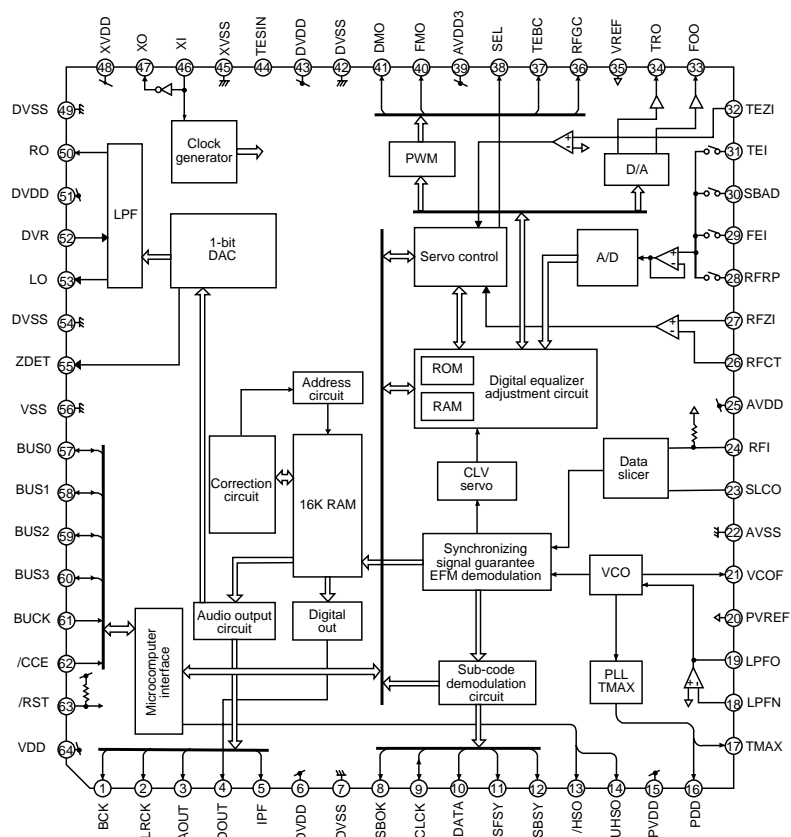 XVDD
XO
XI
XVSS
TESIN
DVDD
DVSS
DMO
FMO
AVDD3
SEL
TEBC
RFGC
VREF
TRO
FOO
48
47
46
45
44
43
42
41
40
39
38
37
36
35
34
33
DVSS 49
RO 50
DVDD 51
DVR 52
LO 53
DVSS 54
ZDET 55
VSS 56
BUS0 57
BUS1 58
BUS2 59
BUS3 60
BUCK 61
/CCE 62
/RST 63
VDD 64
Clock
generator
LPF
1-bit
DAC
PWM
D/A
Servo control
A/D
ROM
RAM
Digital equalizer
adjustment circuit
Address
circuit
Correction
circuit
16K RAM
CLV
servo
Data
slicer
Synchronizing
signal guarantee
EFM demodulation
VCO
Audio output
circuit
Digital
out
Microcomputer
interface
Sub-code
demodulation
circuit
PLL
TMAX
+
-
+
-
+
-
+
-
32 TEZI
31 TEI
30 SBAD
29 FEI
28 RFRP
27 RFZI
26 RFCT
25 AVDD
24 RFI
23 SLCO
22 AVSS
21 VCOF
20 PVREF
19 LPFO
18 LPFN
17 TMAX
1
2
3
4
5
6
7
8
9
10
11
12
13
14
15
16
BCK
LRCK
AOUT
DOUT
IPF
DVDD
DVSS
SBOK
CLCK
DATA
SFSY
SBSY
/HSO
UHSO
PVDD
PDO